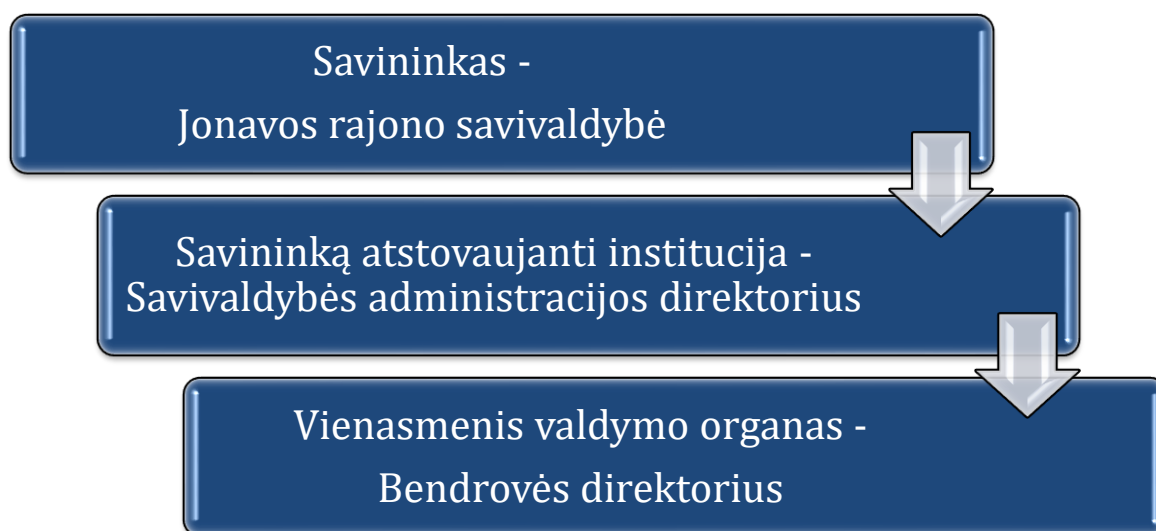 Savininkas -
Jonavos rajono savivaldybė
Savininką atstovaujanti institucija -
Savivaldybės administracijos direktorius
Vienasmenis valdymo organas -
Bendrovės direktorius